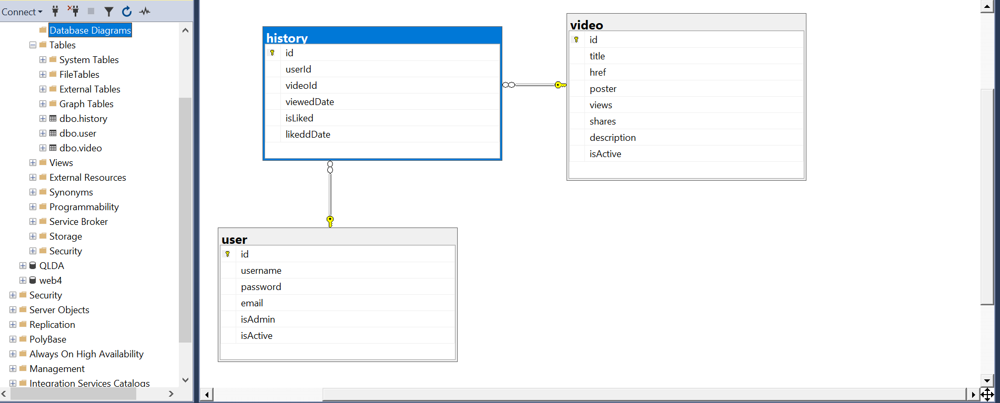 Connect
Database Diagrams
Tables
System Tables
FileTables
External Tables
Graph Tables
dbo.history
dbo.user
dbo.video
Views
External Resources
Synonyms
Programmability
Service Broker
Storage
Security
QLDA
web4
Security
Server Objects
Replication
PolyBase
Always On High Availability
Management
Integration Services Catalogs
history
id
userId
videoId
viewedDate
isLiked
likeddDate
video
id
title
href
poster
views
shares
description
isActive
user
id
username
password
email
isAdmin
isActive